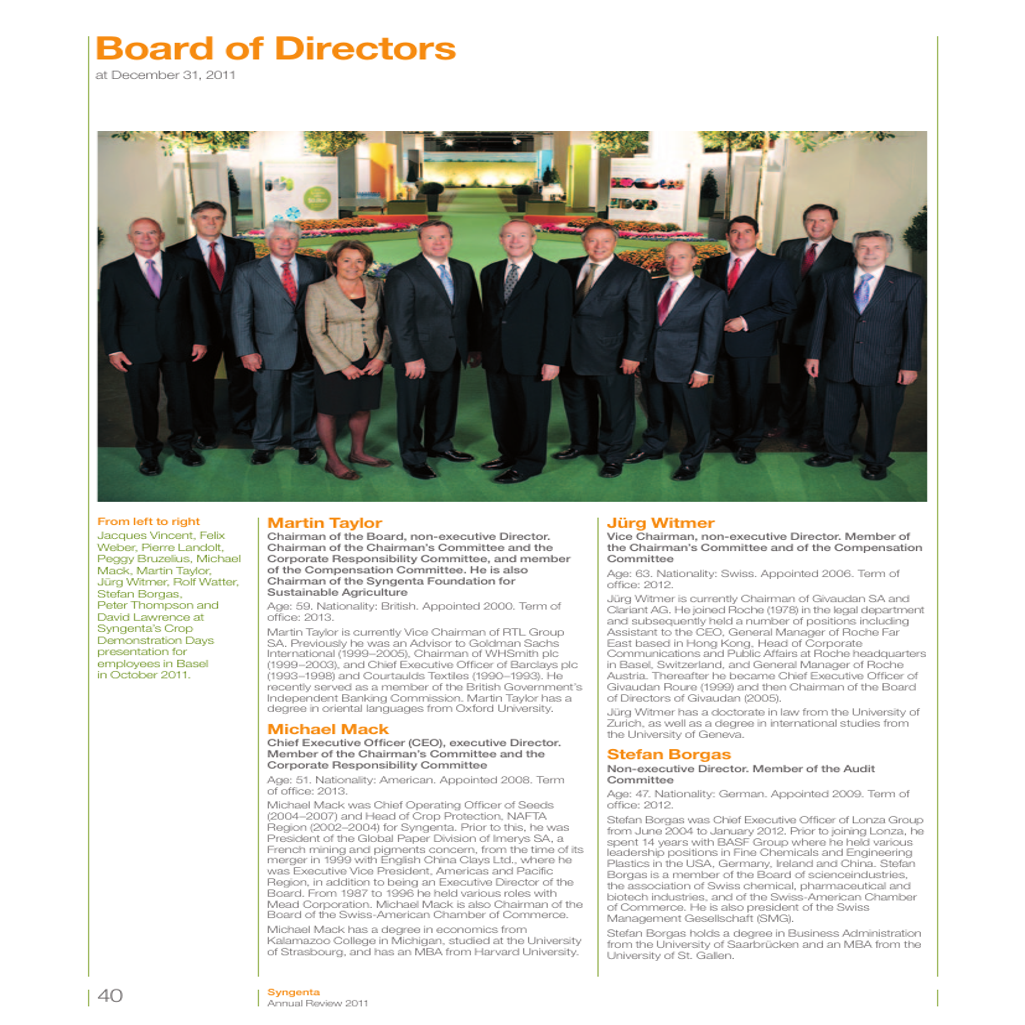 Board of Directors
at December 31, 2011
From left to right
Jacques Vincent, Felix
Weber, Pierre Landolt,
Peggy Bruzelius, Michael
Mack, Martin Taylor,
Jürg Witmer, Rolf Watter,
Stefan Borgas,
Peter Thompson and
David Lawrence at
Syngenta's Crop
Demonstration Days
presentation for
employees in Basel
in October 2011.
Martin Taylor
Chairman of the Board, non-executive Director.
Chairman of the Chairman's Committee and the
Corporate Responsibility Committee, and member
of the Compensation Committee. He is also
Chairman of the Syngenta Foundation for
Sustainable Agriculture
Age: 59. Nationality: British. Appointed 2000. Term of
office: 2013.
Martin Taylor is currently Vice Chairman of RTL Group
SA. Previously he was an Advisor to Goldman Sachs
International (1999–2005), Chairman of WHSmith plc
(1999–2003), and Chief Executive Officer of Barclays plc
(1993–1998) and Courtaulds Textiles (1990–1993). He
recently served as a member of the British Government's
Independent Banking Commission. Martin Taylor has a
degree in oriental languages from Oxford University.
Michael Mack
Chief Executive Officer (CEO), executive Director.
Member of the Chairman's Committee and the
Corporate Responsibility Committee
Age: 51. Nationality: American. Appointed 2008. Term
of office: 2013.
Michael Mack was Chief Operating Officer of Seeds
(2004–2007) and Head of Crop Protection, NAFTA
Region (2002–2004) for Syngenta. Prior to this, he was
President of the Global Paper Division of Imerys SA, a
French mining and pigments concern, from the time of its
merger in 1999 with English China Clays Ltd., where he
was Executive Vice President, Americas and Pacific
Region, in addition to being an Executive Director of the
Board. From 1987 to 1996 he held various roles with
Mead Corporation. Michael Mack is also Chairman of the
Board of the Swiss-American Chamber of Commerce.
Michael Mack has a degree in economics from
Kalamazoo College in Michigan, studied at the University
of Strasbourg, and has an MBA from Harvard University.
Jürg Witmer
Vice Chairman, non-executive Director. Member of
the Chairman's Committee and of the Compensation
Committee
Age: 63. Nationality: Swiss. Appointed 2006. Term of
office: 2012.
Jürg Witmer is currently Chairman of Givaudan SA and
Clariant AG. He joined Roche (1978) in the legal department
and subsequently held a number of positions including
Assistant to the CEO, General Manager of Roche Far
East based in Hong Kong, Head of Corporate
Communications and Public Affairs at Roche headquarters
in Basel, Switzerland, and General Manager of Roche
Austria. Thereafter he became Chief Executive Officer of
Givaudan Roure (1999) and then Chairman of the Board
of Directors of Givaudan (2005).
Jürg Witmer has a doctorate in law from the University of
Zurich, as well as a degree in international studies from
the University of Geneva.
Stefan Borgas
Non-executive Director. Member of the Audit
Committee
Age: 47. Nationality: German. Appointed 2009. Term of
office: 2012.
Stefan Borgas was Chief Executive Officer of Lonza Group
from June 2004 to January 2012. Prior to joining Lonza, he
spent 14 years with BASF Group where he held various
leadership positions in Fine Chemicals and Engineering
Plastics in the USA, Germany, Ireland and China. Stefan
Borgas is a member of the Board of scienceindustries,
the association of Swiss chemical, pharmaceutical and
biotech industries, and of the Swiss-American Chamber
of Commerce. He is also president of the Swiss
Management Gesellschaft (SMG).
Stefan Borgas holds a degree in Business Administration
from the University of Saarbrücken and an MBA from the
University of St. Gallen.
40
Syngenta
Annual Review 2011